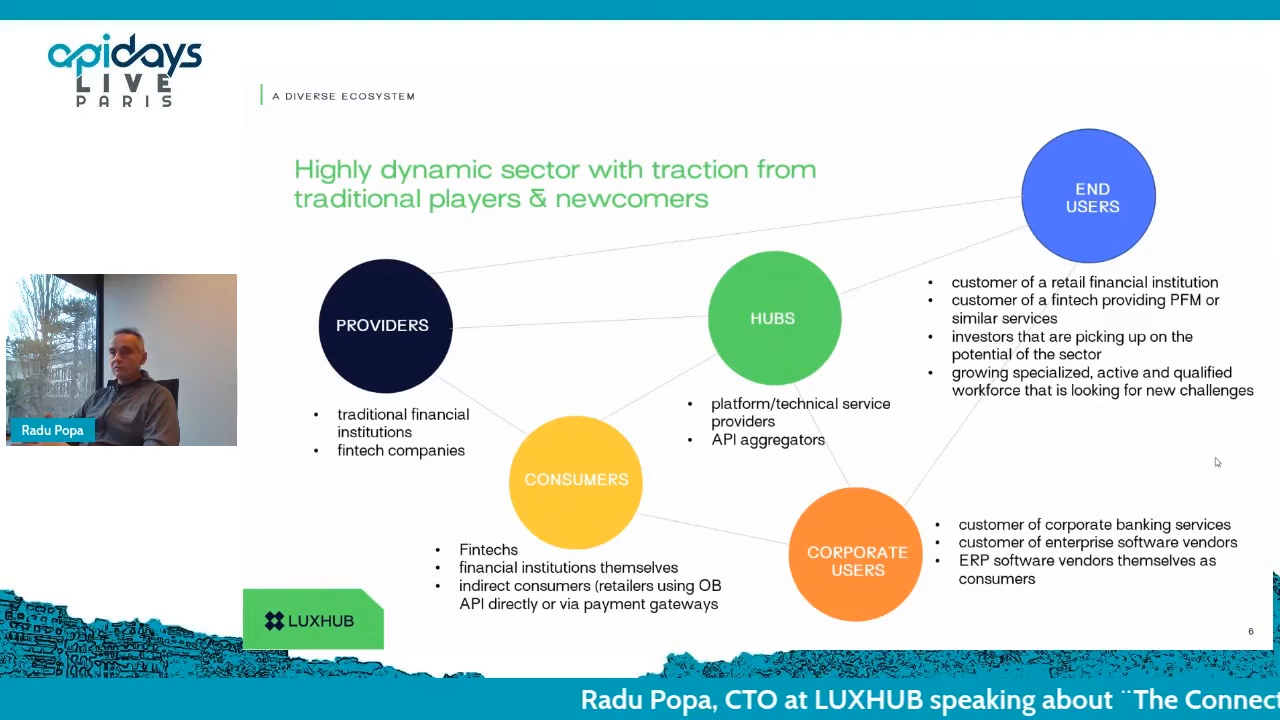 apidays
LIVE
PARIS
A DIVERSE ECOSYSTEM
Highly dynamic sector with traction from
traditional players & newcomers
END
USERS
• customer of a retail financial institution
• customer of a fintech providing PFM or
similar services
• investors that are picking up on the
potential of the sector
• growing specialized, active and qualified
workforce that is looking for new challenges
PROVIDERS
• traditional financial
institutions
• fintech companies
HUBS
• platform/technical service
providers
• API aggregators
CONSUMERS
• Fintechs
• financial institutions themselves
• indirect consumers (retailers using OB
API directly or via payment gateways
CORPORATE
USERS
• customer of corporate banking services
• customer of enterprise software vendors
• ERP software vendors themselves as
consumers
Radu Popa
LUXHUB
6
Radu Popa, CTO at LUXHUB speaking about ¨The Connect